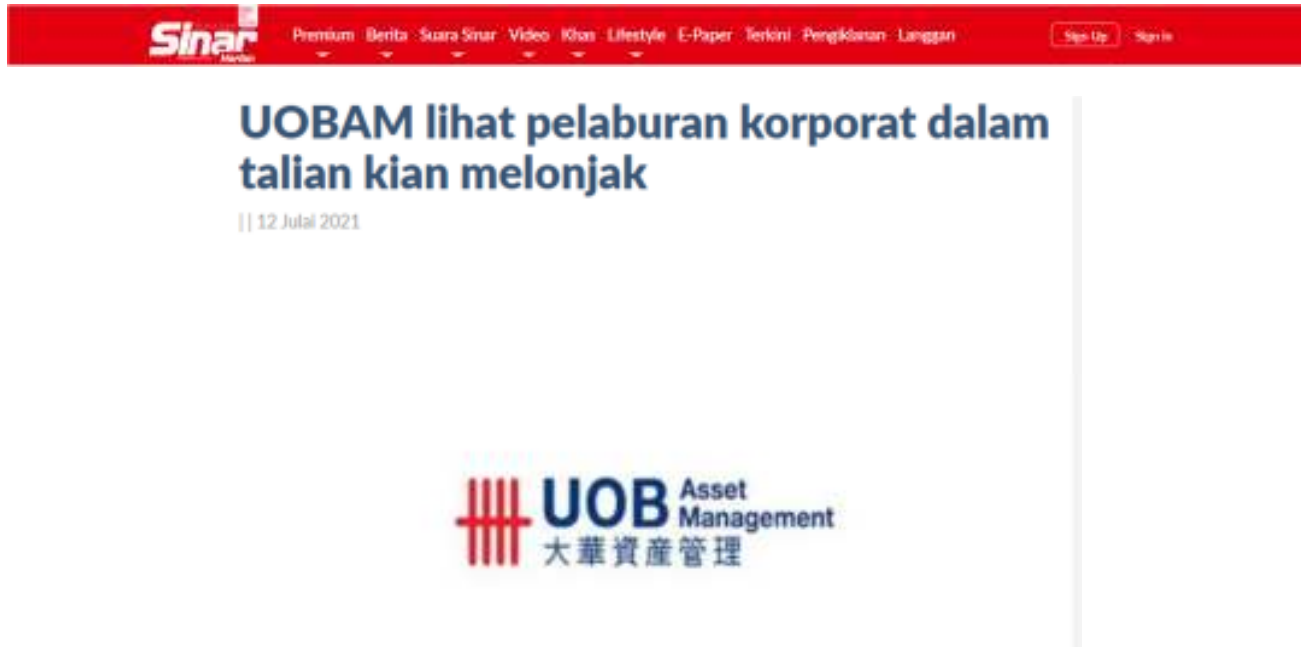 Sinar
Harian
Premium Berita Suara Sinar Video Khas Lifestyle E-Paper Terkini Pengiklanan Langgan Sign Up Sign In
UOBAM lihat pelaburan korporat dalam
talian kian melonjak
|| 12 Julai 2021
UOB Asset
Management
大華資產管理